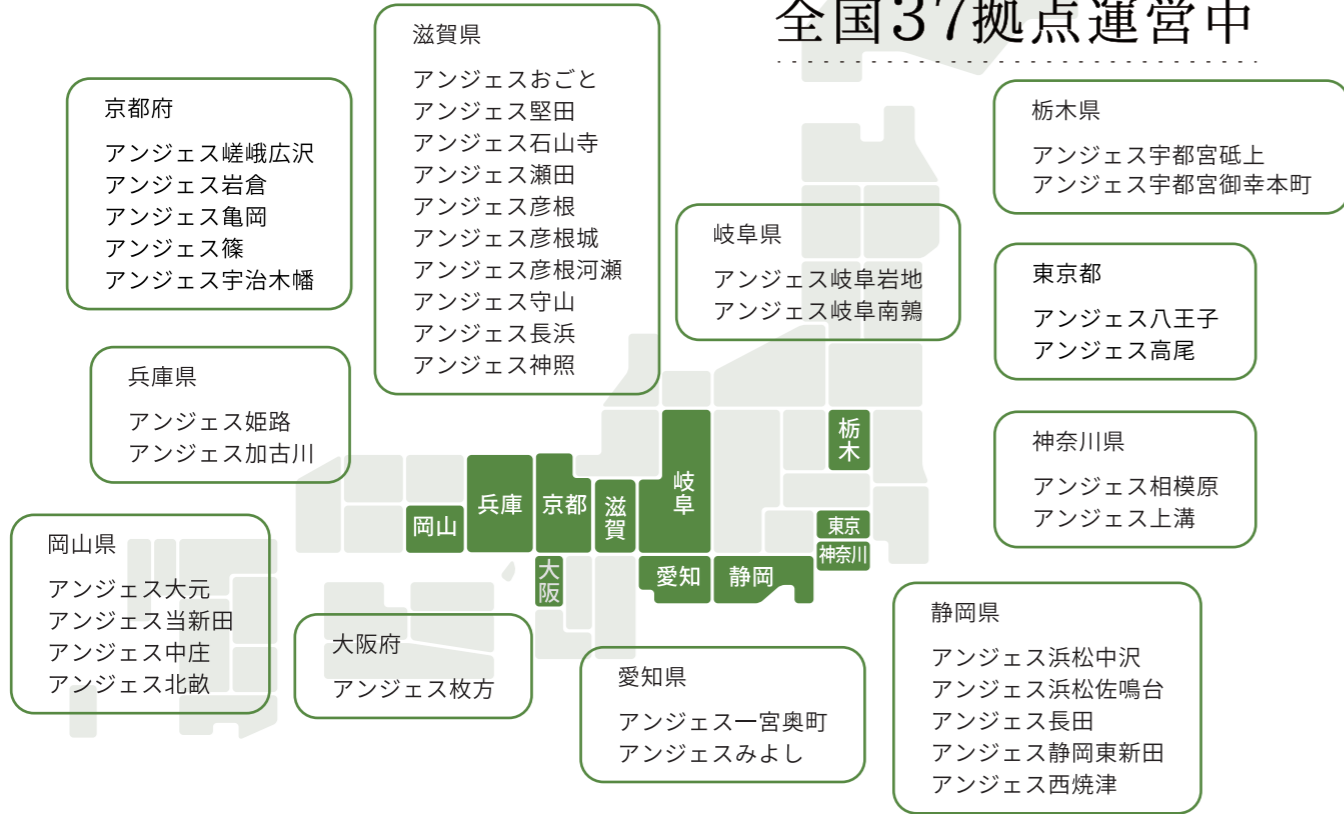 全国37拠点運営中
滋賀県
アンジェスおごと
アンジェス堅田
アンジェス石山寺
アンジェス瀬田
アンジェス彦根
アンジェス彦根城
アンジェス彦根河瀬
アンジェス守山
アンジェス長浜
アンジェス神照
京都府
アンジェス嵯峨広沢
アンジェス岩倉
アンジェス亀岡
アンジェス篠
アンジェス宇治木幡
栃木県
アンジェス宇都宮砥上
アンジェス宇都宮御幸本町
岐阜県
アンジェス岐阜岩地
アンジェス岐阜南鶉
東京都
アンジェス八王子
アンジェス高尾
兵庫県
アンジェス姫路
アンジェス加古川
神奈川県
アンジェス相模原
アンジェス上溝
栃木
岐阜
兵庫
京都
滋賀
岡山
東京
神奈川
大阪
愛知
静岡
岡山県
アンジェス大元
アンジェス当新田
アンジェス中庄
アンジェス北畝
大阪府
アンジェス枚方
愛知県
アンジェス一宮奥町
アンジェスみよし
静岡県
アンジェス浜松中沢
アンジェス浜松佐鳴台
アンジェス長田
アンジェス静岡東新田
アンジェス西焼津